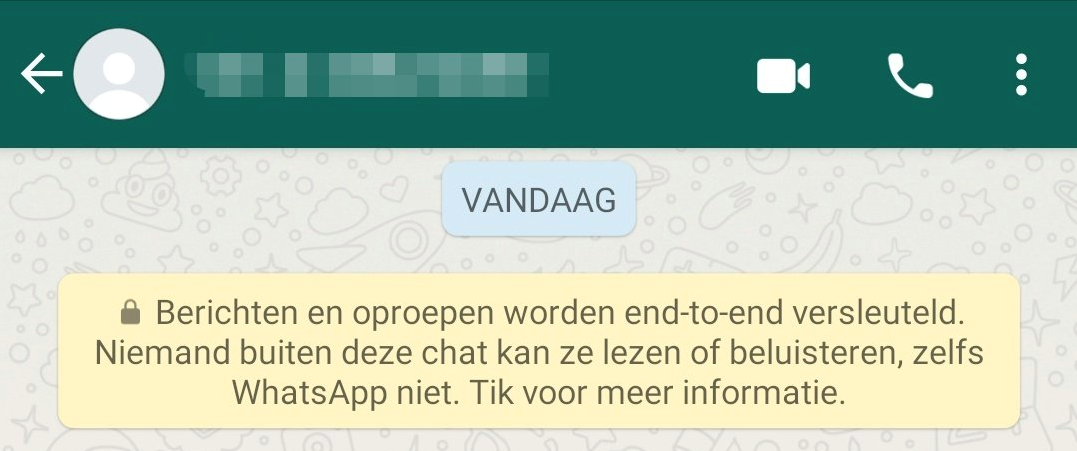 VANDAAG
Berichten en oproepen worden end-to-end versleuteld.
Niemand buiten deze chat kan ze lezen of beluisteren, zelfs
WhatsApp niet. Tik voor meer informatie.